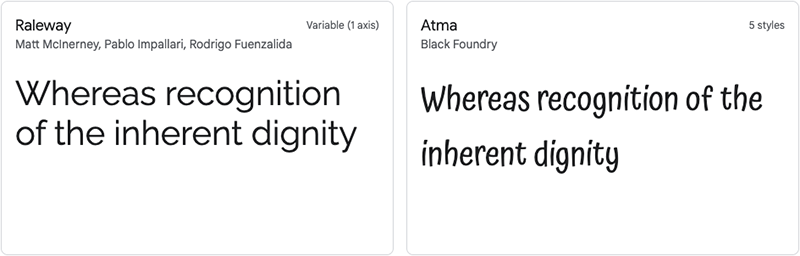 Raleway
Variable (1 axis)
Matt McInerney, Pablo Impallari, Rodrigo Fuenzalida
Whereas recognition
of the inherent dignity
Atma
5 styles
Black Foundry
Whereas recognition of the
inherent dignity